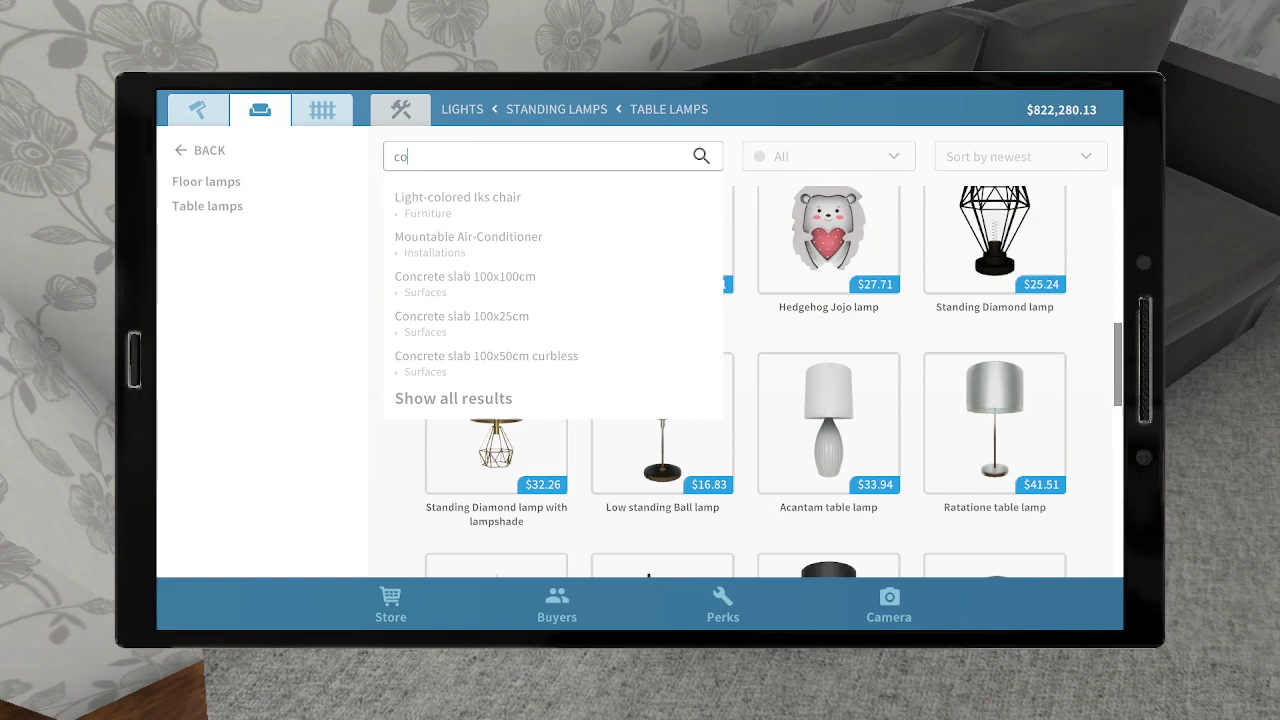 LIGHTS < STANDING LAMPS < TABLE LAMPS
$822,280.13
BACK
Floor lamps
Table lamps
co
All
Sort by newest
Light-colored Iks chair
• Furniture
Mountable Air-Conditioner
• Installations
Concrete slab 100x100cm
• Surfaces
Concrete slab 100x25cm
• Surfaces
Concrete slab 100x50cm curbless
• Surfaces
Show all results
$27.71
$25.24
Hedgehog Jojo lamp
Standing Diamond lamp
$32.26
$16.83
$33.94
$41.51
Standing Diamond lamp with
lampshade
Low standing Ball lamp
Acantam table lamp
Ratatione table lamp
Store
Buyers
Perks
Camera